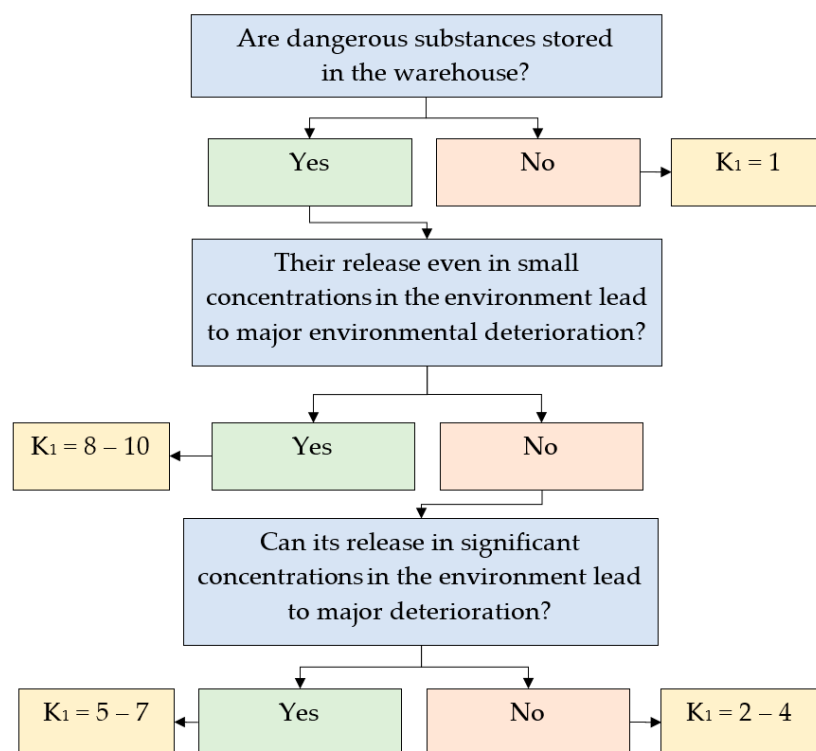 Are dangerous substances stored
in the warehouse?
Yes
No
K₁ = 1
Their release even in small
concentrations in the environment lead
to major environmental deterioration?
K₁ = 8 – 10
Yes
No
Can its release in significant
concentrations in the environment lead
to major deterioration?
K₁ = 5 – 7
Yes
No
K₁ = 2 – 4